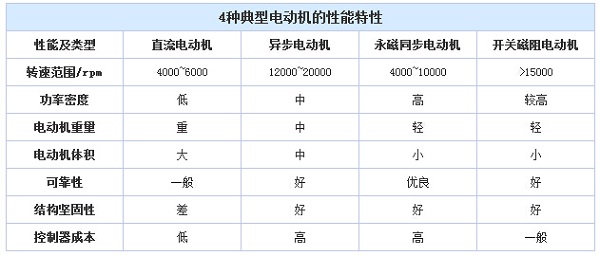 4种典型电动机的性能特性
性能及类型 直流电动机 异步电动机 永磁同步电动机 开关磁阻电动机
转速范围/rpm 4000~6000 12000~20000 4000~10000 >15000
功率密度 低 中 高 较高
电动机重量 重 中 轻 轻
电动机体积 大 中 小 小
可靠性 一般 好 优良 好
结构坚固性 差 好 好 好
控制器成本 低 高 高 一般